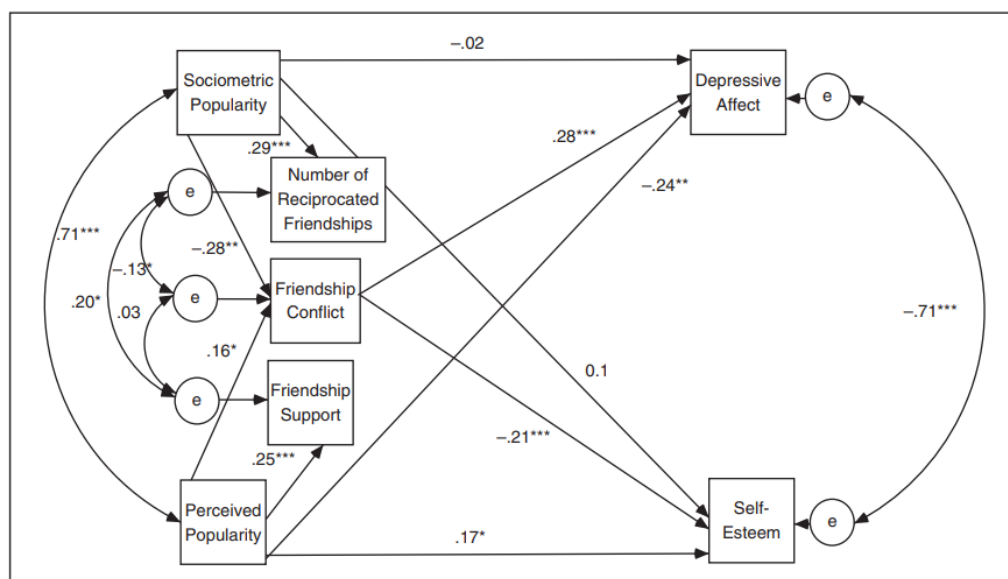 –.02
Sociometric
Popularity
Depressive
Affect
e
.28***
.29***
Number of
Reciprocated
Friendships
–.24**
e
.71***
–.28**
–.13*
.20*
.03
e
Friendship
Conflict
–.71***
.16*
0.1
e
Friendship
Support
–.21***
.25***
Perceived
Popularity
Self-
Esteem
e
.17*